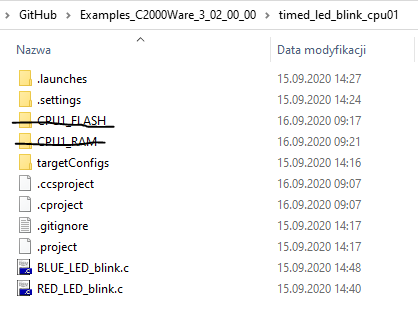 GitHub > Examples_C2000Ware_3_02_00_00 > timed_led_blink_cpu01
Nazwa Data modyfikacji
.launches 15.09.2020 14:27
.settings 15.09.2020 14:24
CPU1_FLASH 16.09.2020 09:17
CPU1_RAM 16.09.2020 09:21
targetConfigs 15.09.2020 14:16
.ccsproject 16.09.2020 09:07
.cproject 16.09.2020 09:07
.gitignore 15.09.2020 14:17
.project 15.09.2020 14:17
BLUE_LED_blink.c 15.09.2020 14:48
RED_LED_blink.c 15.09.2020 14:40